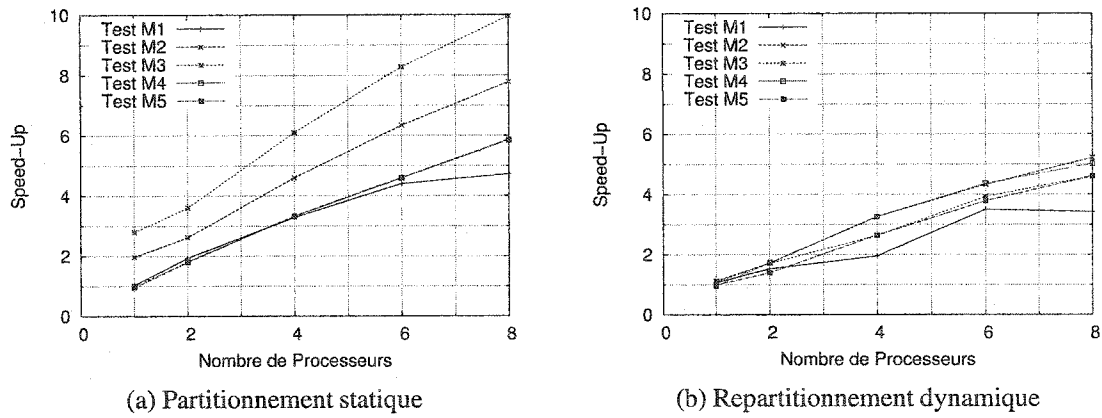 10
8
6
4
2
0
Speed-Up
Test M1
Test M2
Test M3
Test M4
Test M5
0 2 4 6 8
Nombre de Processeurs
(a) Partitionnement statique
10
8
6
4
2
0
Speed-Up
Test M1
Test M2
Test M3
Test M4
Test M5
0 2 4 6 8
Nombre de Processeurs
(b) Repartitionnement dynamique